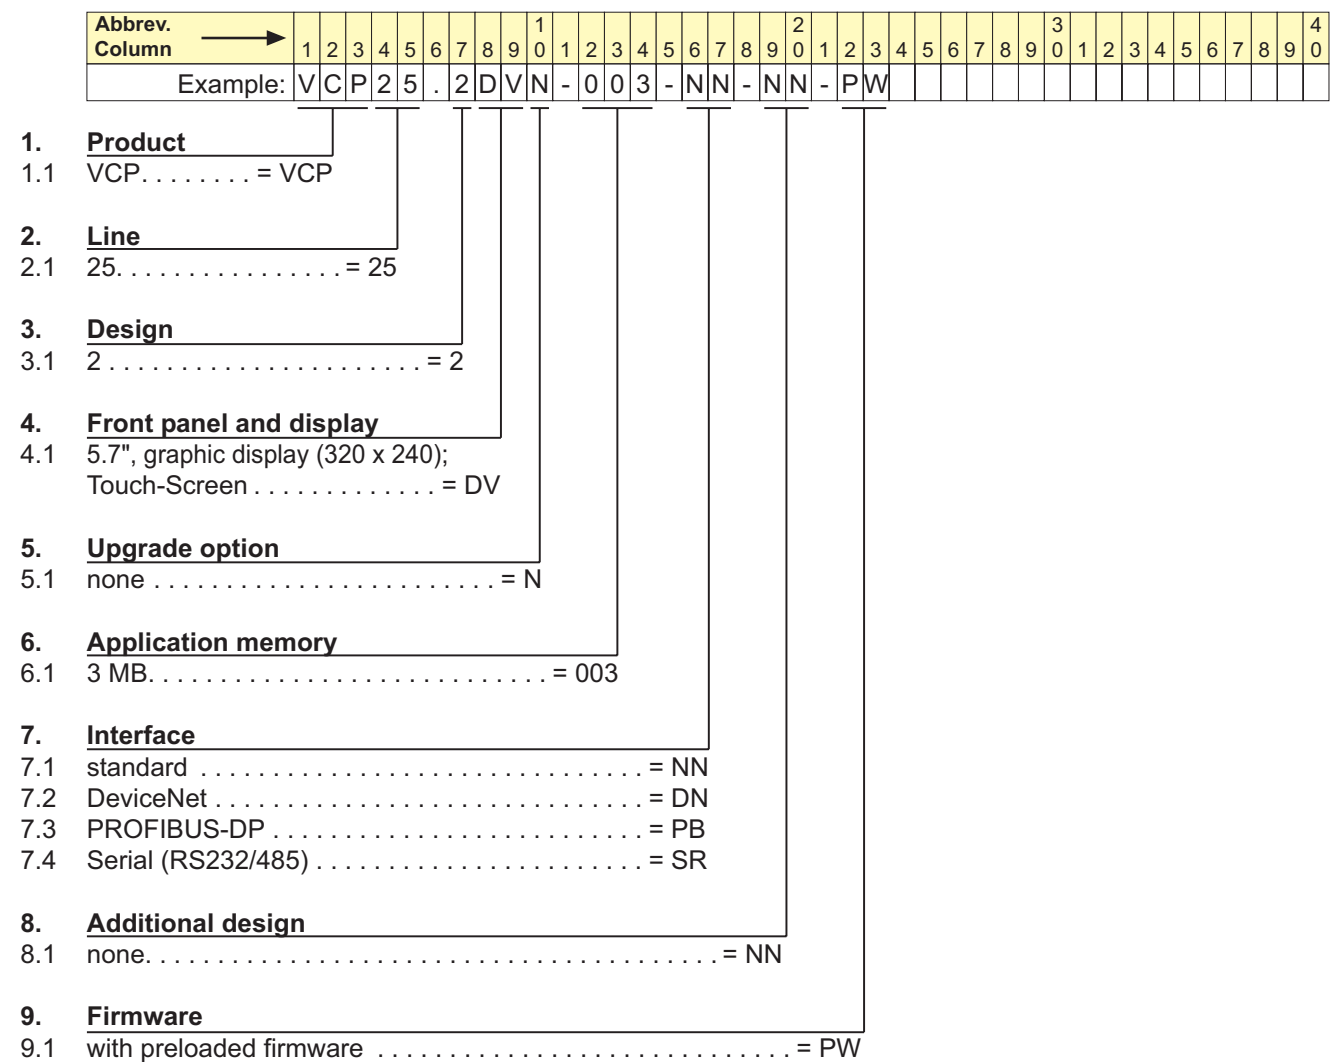 Abbrev. 1 2 3 4
Column 1 2 3 4 5 6 7 8 9 0 1 2 3 4 5 6 7 8 9 0 1 2 3 4 5 6 7 8 9 0 1 2 3 4 5 6 7 8 9 0
Example: V C P 2 5 . 2 D V N - 0 0 3 - N N - N N - P W
1. Product
1.1 VCP. . . . . . . . = VCP
2. Line
2.1 25. . . . . . . . . . . . . . . . = 25
3. Design
3.1 2 . . . . . . . . . . . . . . . . . . . . . . = 2
4. Front panel and display
4.1 5.7", graphic display (320 x 240);
Touch-Screen . . . . . . . . . . . . . = DV
5. Upgrade option
5.1 none . . . . . . . . . . . . . . . . . . . . . . . . = N
6. Application memory
6.1 3 MB. . . . . . . . . . . . . . . . . . . . . . . . . . . . = 003
7. Interface
7.1 standard . . . . . . . . . . . . . . . . . . . . . . . . . . . . . . . = NN
7.2 DeviceNet . . . . . . . . . . . . . . . . . . . . . . . . . . . . . . = DN
7.3 PROFIBUS-DP . . . . . . . . . . . . . . . . . . . . . . . . . . = PB
7.4 Serial (RS232/485) . . . . . . . . . . . . . . . . . . . . . . . = SR
8. Additional design
8.1 none. . . . . . . . . . . . . . . . . . . . . . . . . . . . . . . . . . . . . . . . = NN
9. Firmware
9.1 with preloaded firmware . . . . . . . . . . . . . . . . . . . . . . . . . . . . . = PW